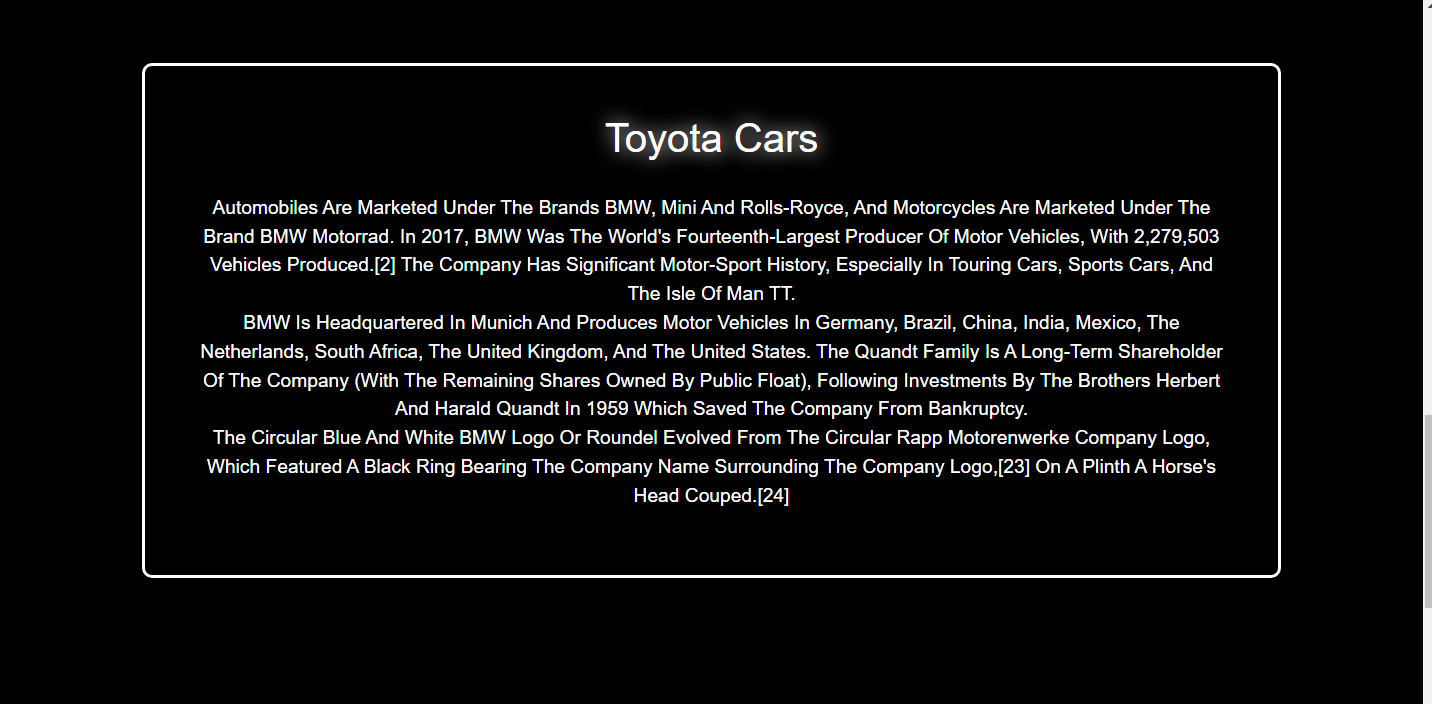 Toyota Cars
Automobiles Are Marketed Under The Brands BMW, Mini And Rolls-Royce, And Motorcycles Are Marketed Under The
Brand BMW Motorrad. In 2017, BMW Was The World's Fourteenth-Largest Producer Of Motor Vehicles, With 2,279,503
Vehicles Produced.[2] The Company Has Significant Motor-Sport History, Especially In Touring Cars, Sports Cars, And
The Isle Of Man TT.
BMW Is Headquartered In Munich And Produces Motor Vehicles In Germany, Brazil, China, India, Mexico, The
Netherlands, South Africa, The United Kingdom, And The United States. The Quandt Family Is A Long-Term Shareholder
Of The Company (With The Remaining Shares Owned By Public Float), Following Investments By The Brothers Herbert
And Harald Quandt In 1959 Which Saved The Company From Bankruptcy.
The Circular Blue And White BMW Logo Or Roundel Evolved From The Circular Rapp Motorenwerke Company Logo,
Which Featured A Black Ring Bearing The Company Name Surrounding The Company Logo,[23] On A Plinth A Horse's
Head Couped.[24]